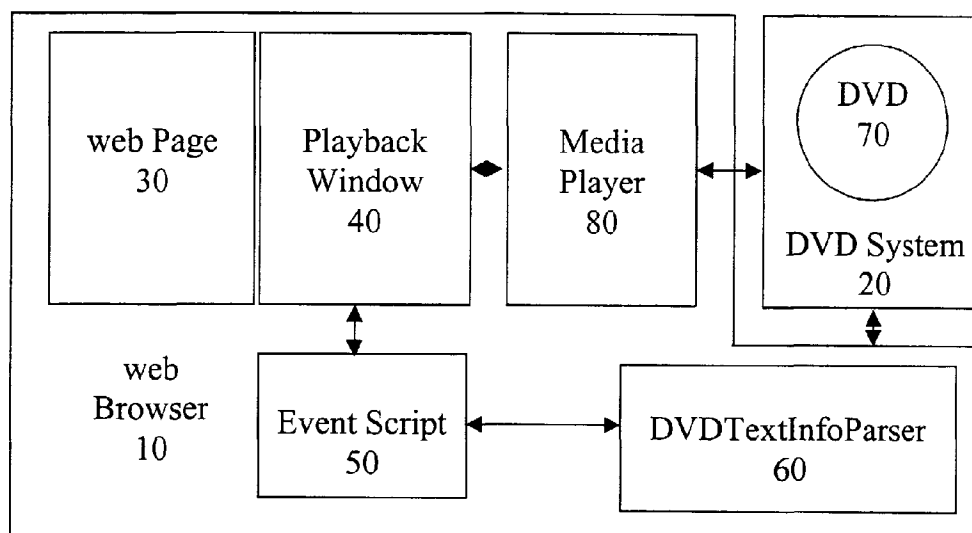 web Page
30
Playback
Window
40
Media
Player
80
DVD
70
DVD System
20
web
Browser
10
Event Script
50
DVDTextInfoParser
60